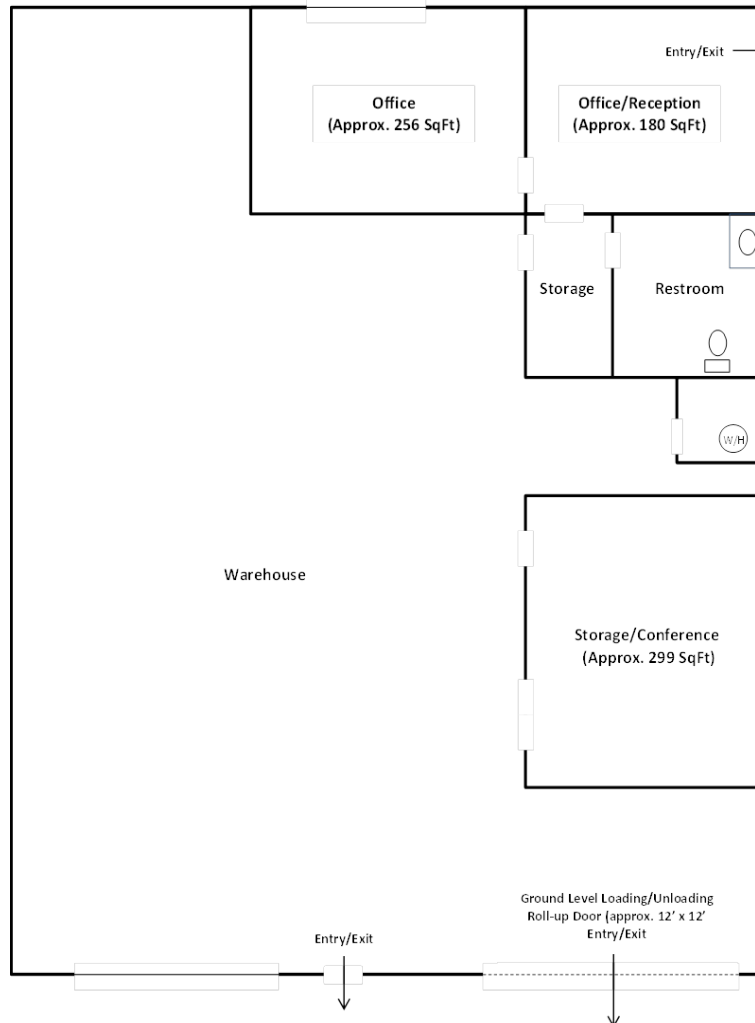 Entry/Exit
Office
(Approx. 256 SqFt)
Office/Reception
(Approx. 180 SqFt)
Storage
Restroom
W/H
Warehouse
Storage/Conference
(Approx. 299 SqFt)
Ground Level Loading/Unloading
Roll-up Door (approx. 12’ x 12’
Entry/Exit
Entry/Exit